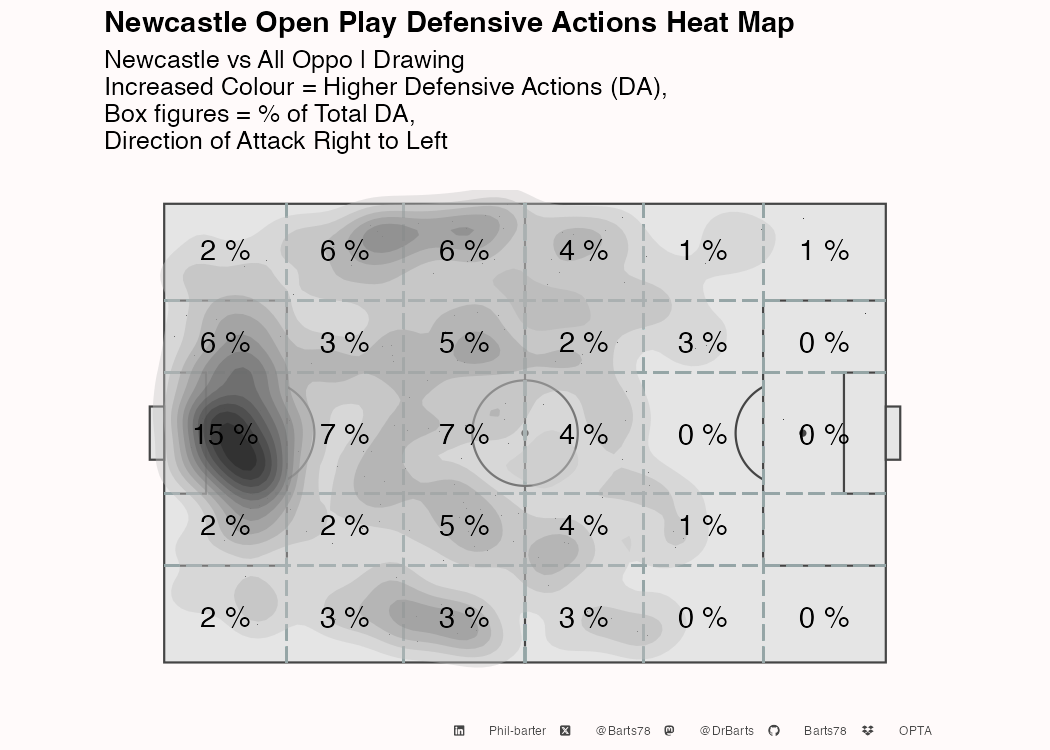 Newcastle Open Play Defensive Actions Heat Map
Newcastle vs All Oppo | Drawing
Increased Colour = Higher Defensive Actions (DA),
Box figures = % of Total DA,
Direction of Attack Right to Left
2 % 6 % 6 % 4 % 1 % 1 %
6 % 3 % 5 % 2 % 3 % 0 %
15 % 7 % 7 % 4 % 0 % 0 %
2 % 2 % 5 % 4 % 1 %
2 % 3 % 3 % 3 % 0 % 0 %
Phil-barter @Barts78 @DrBarts Barts78 OPTA